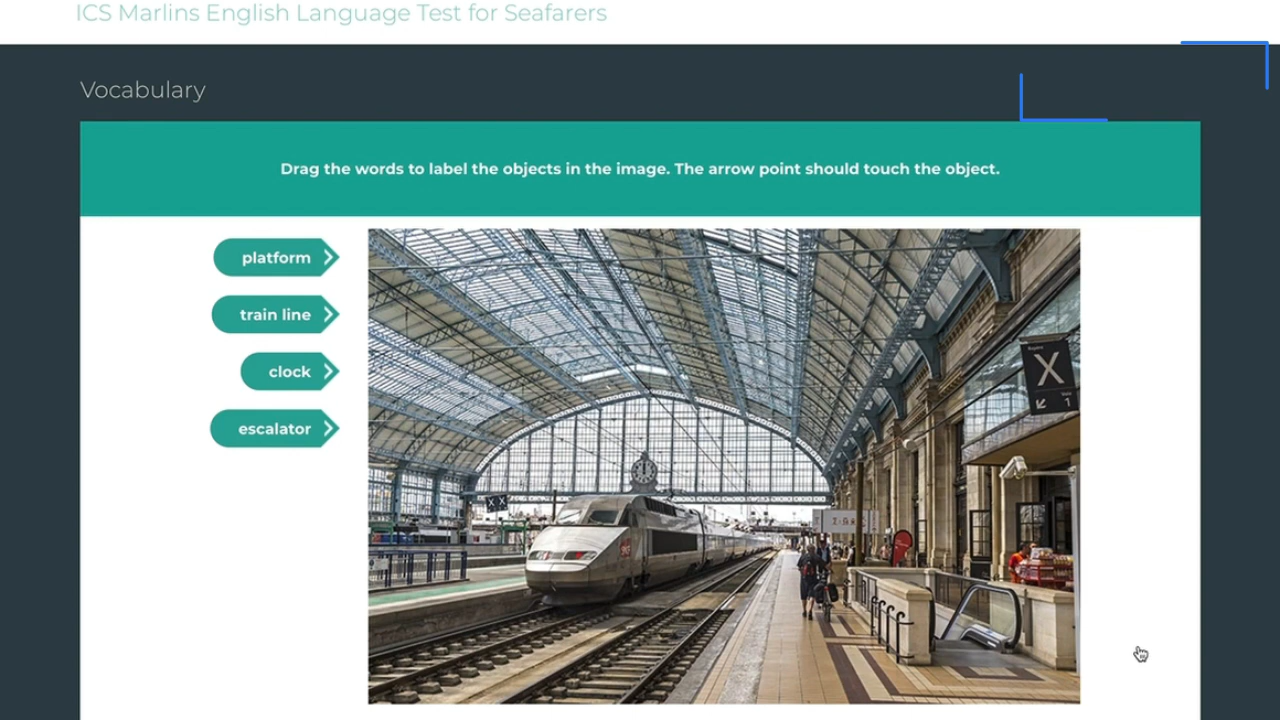 ICS Marlins English Language Test for Seafarers
Vocabulary
Drag the words to label the objects in the image. The arrow point should touch the object.
platform
train line
clock
escalator
X
1
X